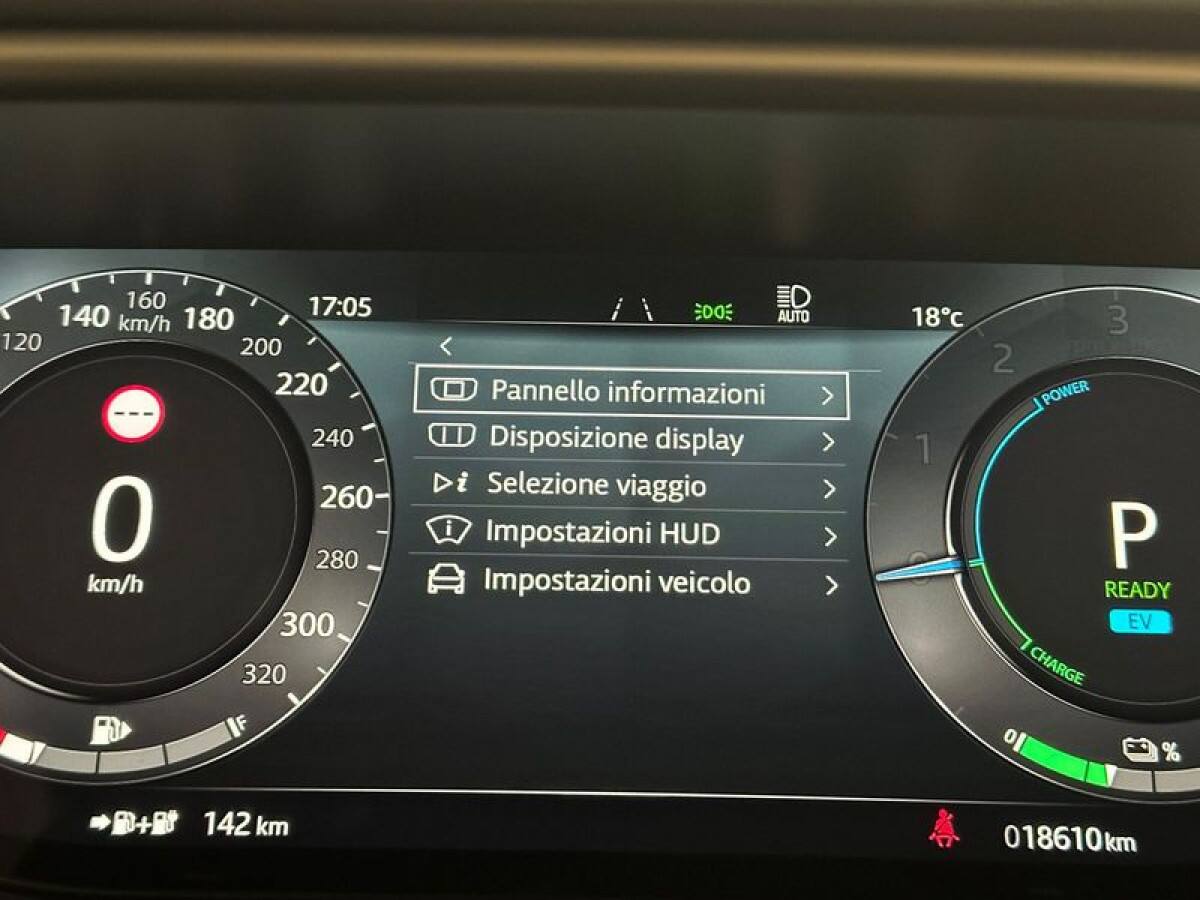 17:05
AUTO
18°c
120
140
160
km/h
180
200
220
240
260
280
300
320
---
0
km/h
Pannello informazioni
Disposizione display
Selezione viaggio
Impostazioni HUD
Impostazioni veicolo
3
2
1
0
POWER
P
READY
EV
CHARGE
F
0
%
142 km
018610km